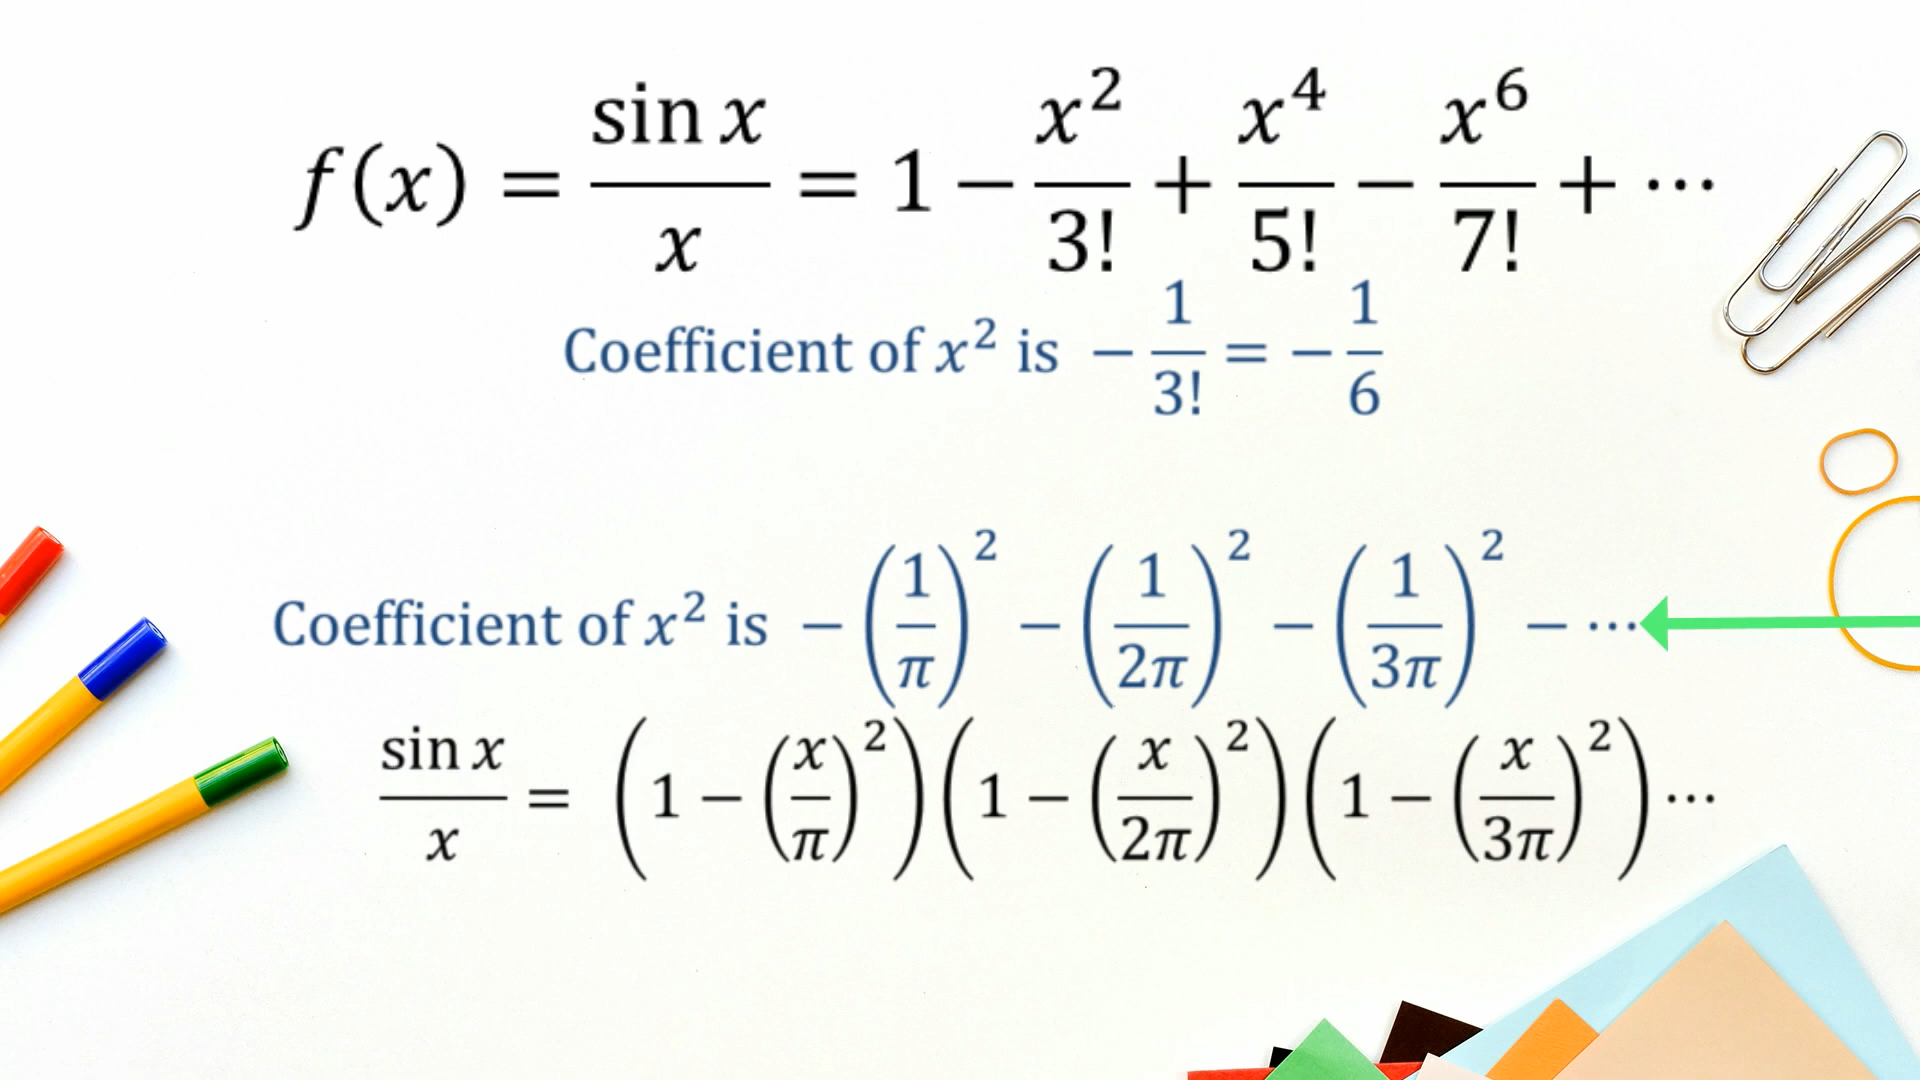 f(x) = sin x / x = 1 − x²/3! + x⁴/5! − x⁶/7! + ⋯
Coefficient of x² is − 1/3! = − 1/6
Coefficient of x² is − (1/π)² − (1/2π)² − (1/3π)² − ⋯
sin x / x = (1 − (x/π)²)(1 − (x/2π)²)(1 − (x/3π)²) ⋯